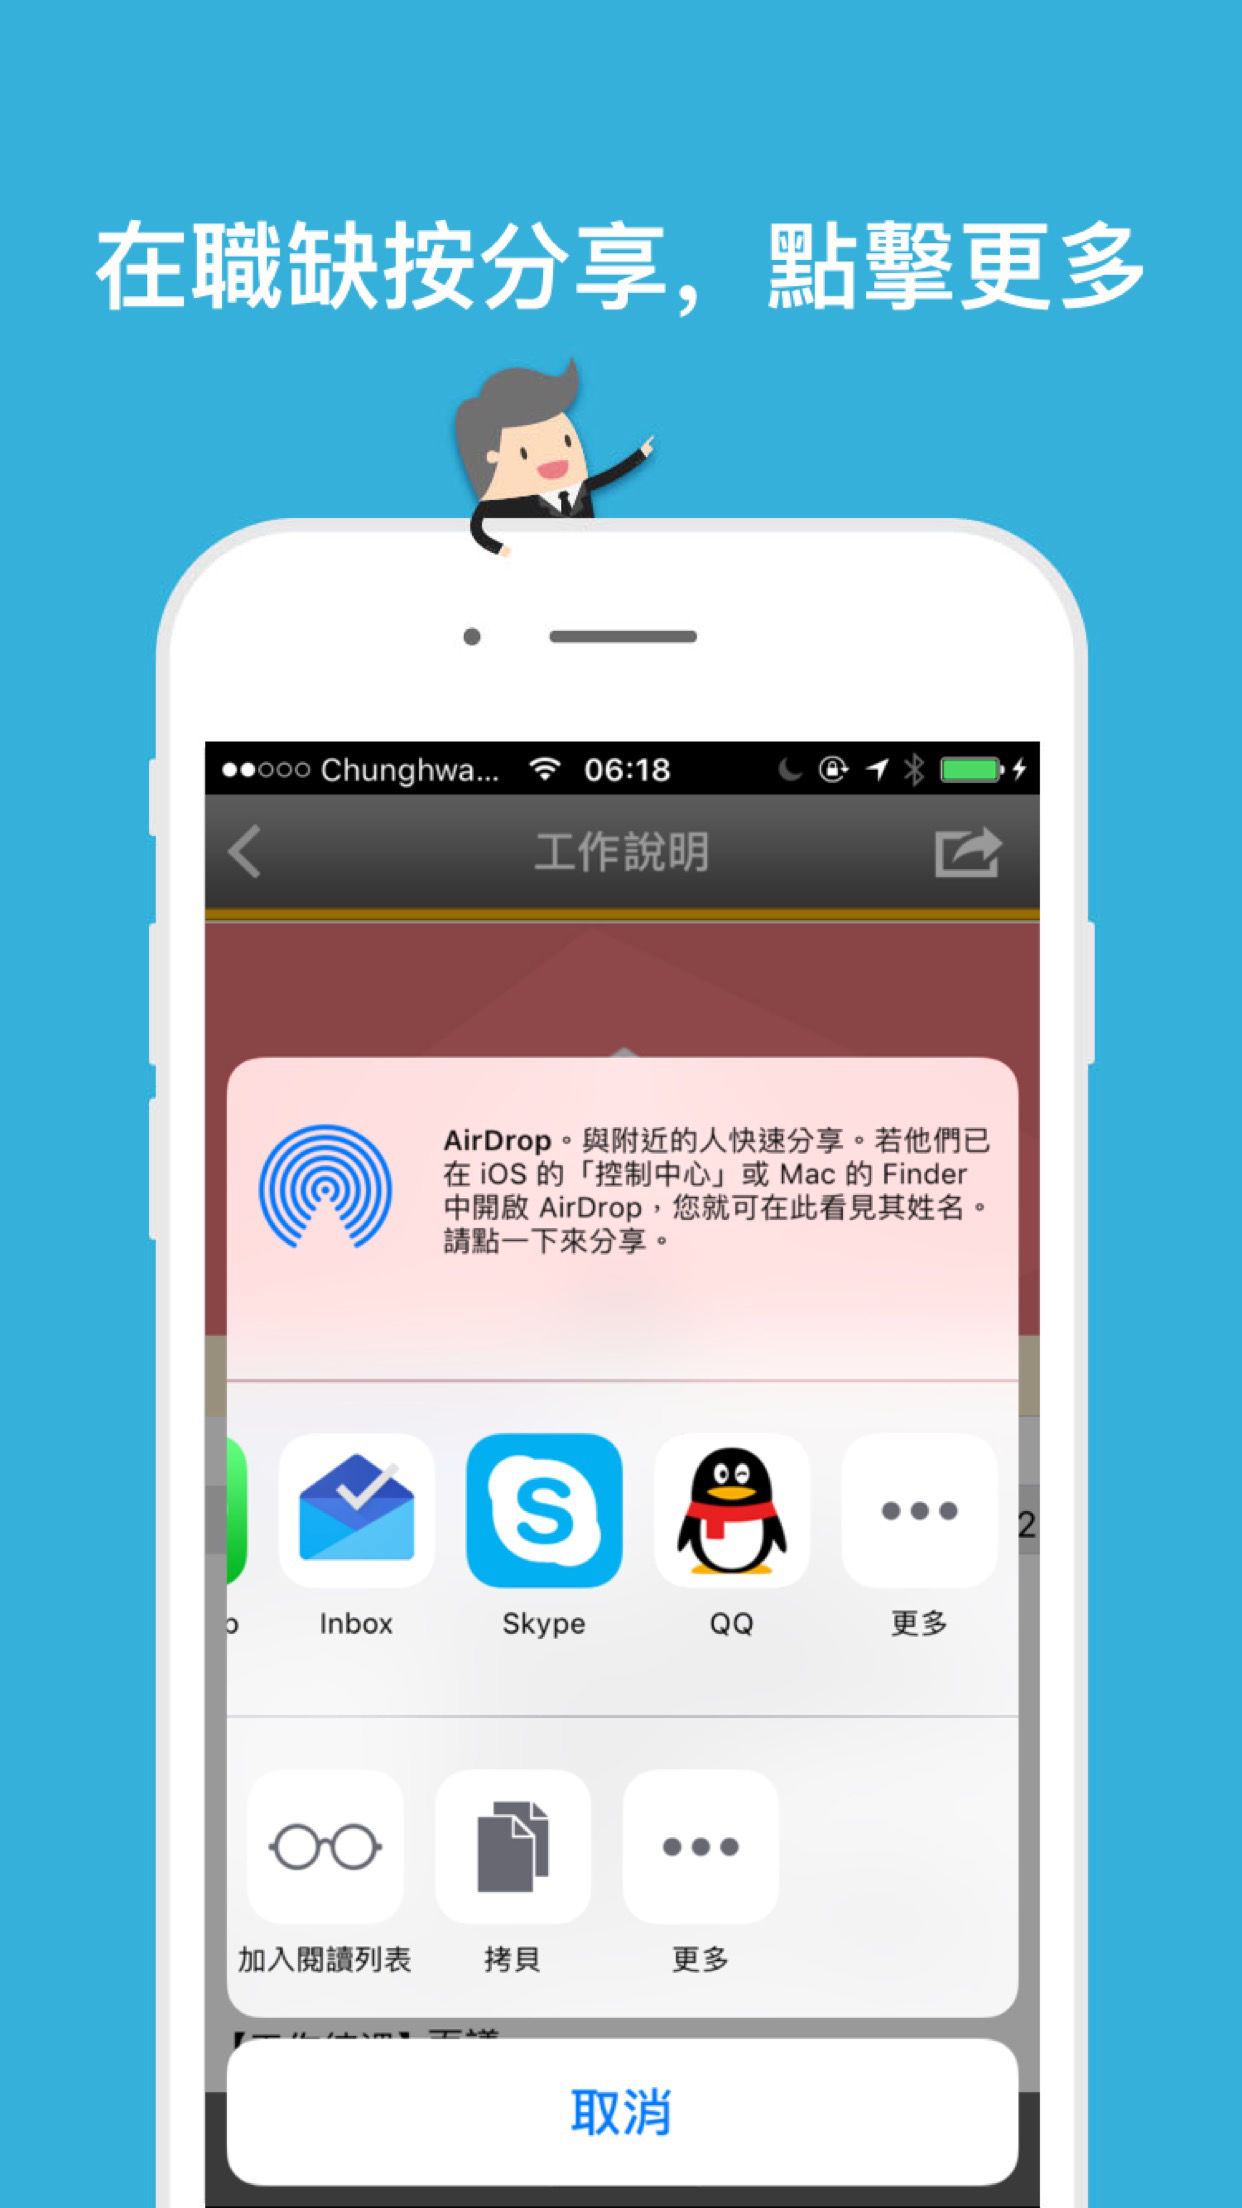 在職缺按分享，點擊更多
Chunghwa... 06:18
工作說明
AirDrop。與附近的人快速分享。若他們已
在 iOS 的「控制中心」或 Mac 的 Finder
中開啟 AirDrop，您就可在此看見其姓名。
請點一下來分享。
2
p Inbox Skype QQ 更多
加入閱讀列表 拷貝 更多
取消